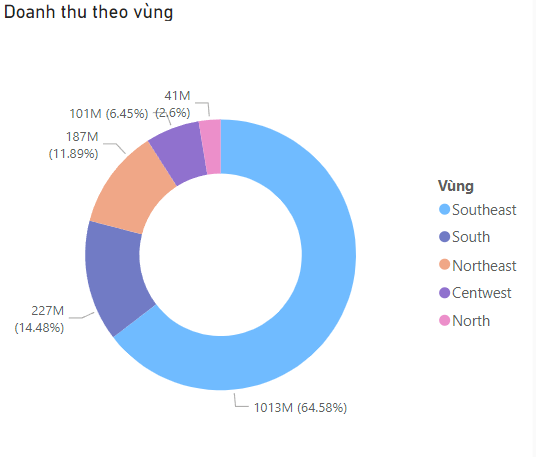 Doanh thu theo vùng
41M
(2.6%)
101M (6.45%)
187M
(11.89%)
227M
(14.48%)
1013M (64.58%)
Vùng
Southeast
South
Northeast
Centwest
North